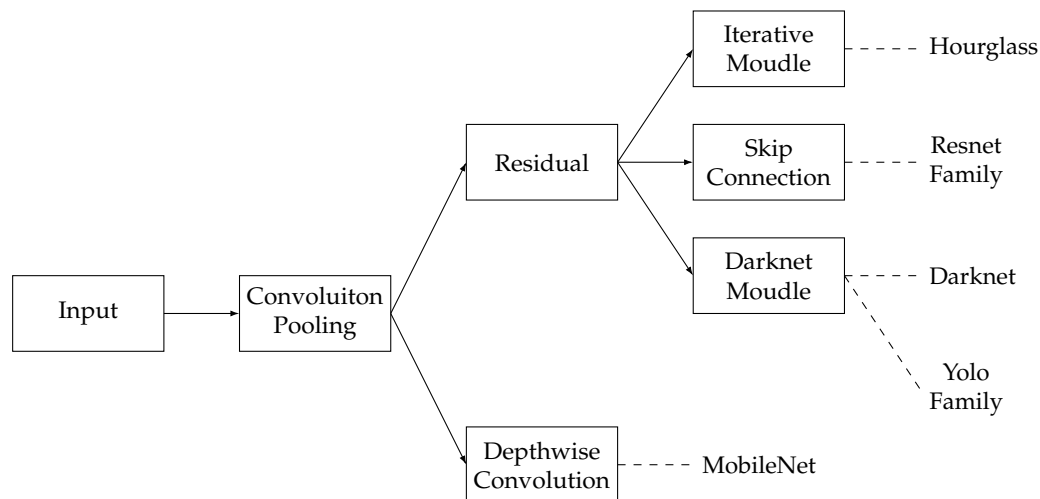 Iterative
Moudle
Hourglass
Residual
Skip
Connection
Resnet
Family
Input
Convoluiton
Pooling
Darknet
Moudle
Darknet
Yolo
Family
Depthwise
Convolution
MobileNet